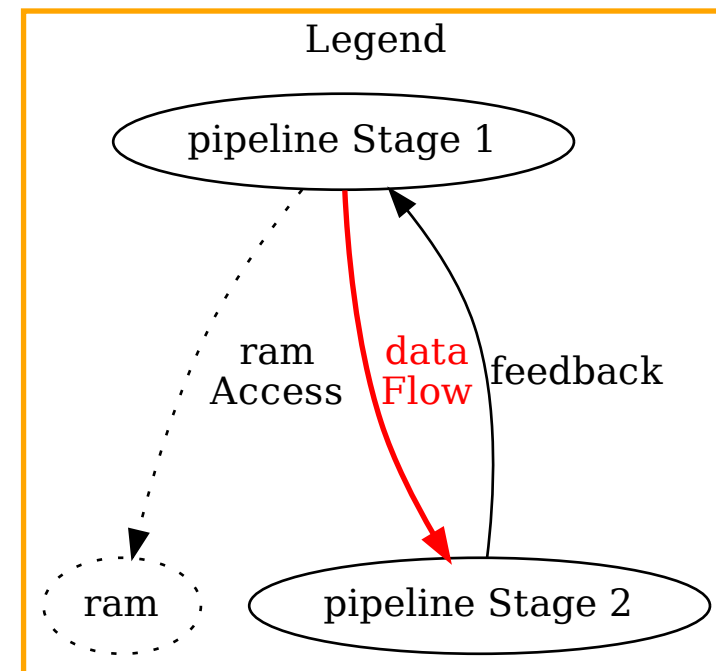 Legend
pipeline Stage 1
ram
Access
data
Flow
feedback
ram
pipeline Stage 2